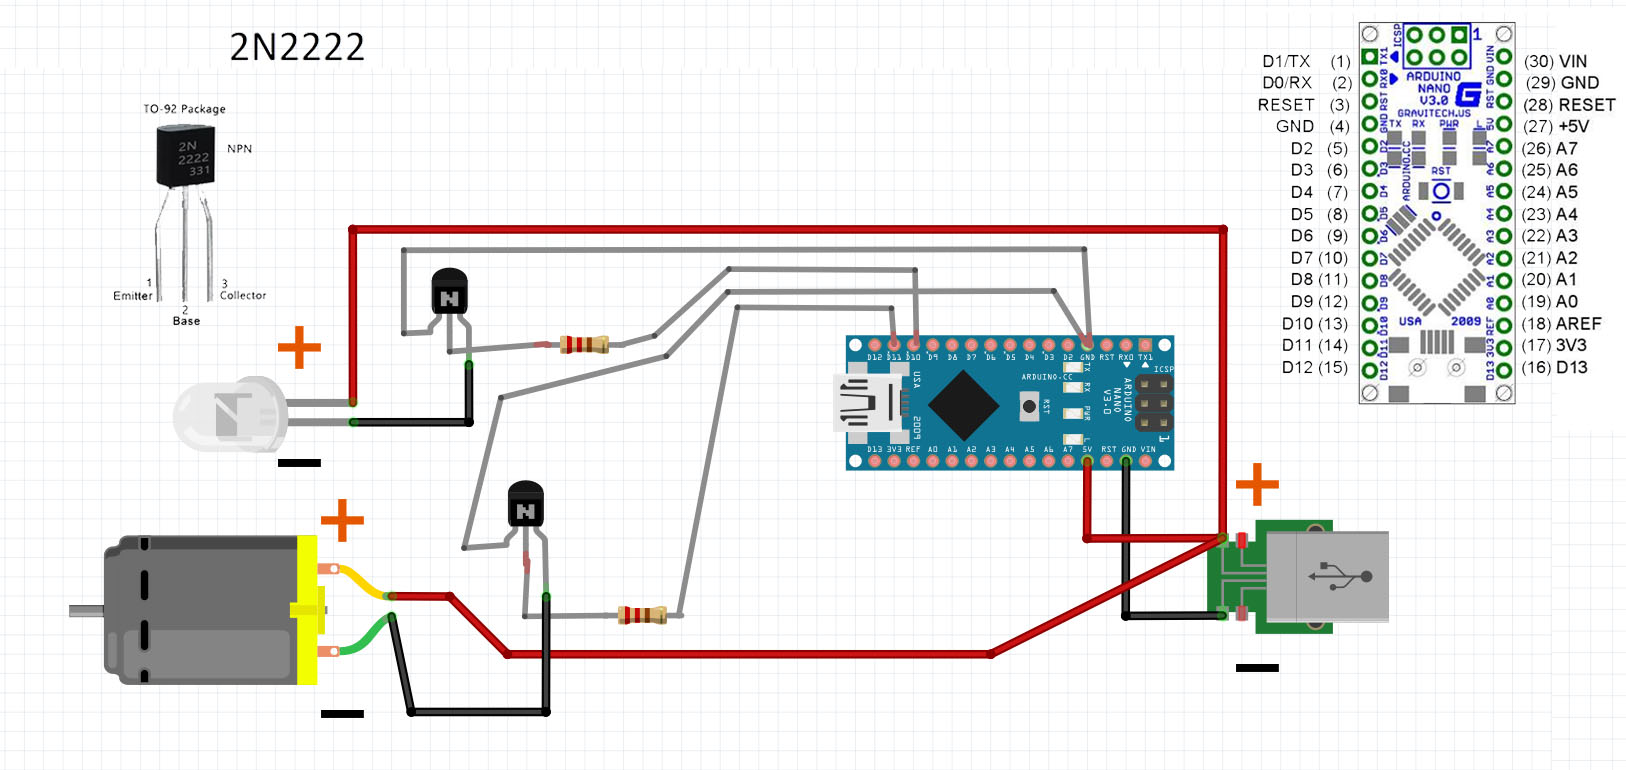 2N2222
TO-92 Package
2N
2222
331
NPN
1
Emitter
2
Base
3
Collector
+
−
+
−
N
N
D12 D11 D10 D9 D8 D7 D6 D5 D4 D3 D2 GND RST RX0 TX1
USA
2009
ARDUINO.CC
RST
TX
RX
PWR
L
ARDUINO
NANO
V3.0
ICSP
1
D13 3V3 REF A0 A1 A2 A3 A4 A5 A6 A7 5V RST GND VIN
+
−
D1/TX (1)
D0/RX (2)
RESET (3)
GND (4)
D2 (5)
D3 (6)
D4 (7)
D5 (8)
D6 (9)
D7 (10)
D8 (11)
D9 (12)
D10 (13)
D11 (14)
D12 (15)
ICSP
1
ARDUINO
NANO
V3.0
G
GRAVITECH.US
TX RX PWR L
ARDUINO.CC
RST
USA 2009
TX1
RX0
RST
GND
D2
D3
D4
D5
D6
D7
D8
D9
D10
D11
D12
VIN
GND
RST
5V
A7
A6
A5
A4
A3
A2
A1
A0
REF
3V3
D13
(30) VIN
(29) GND
(28) RESET
(27) +5V
(26) A7
(25) A6
(24) A5
(23) A4
(22) A3
(21) A2
(20) A1
(19) A0
(18) AREF
(17) 3V3
(16) D13